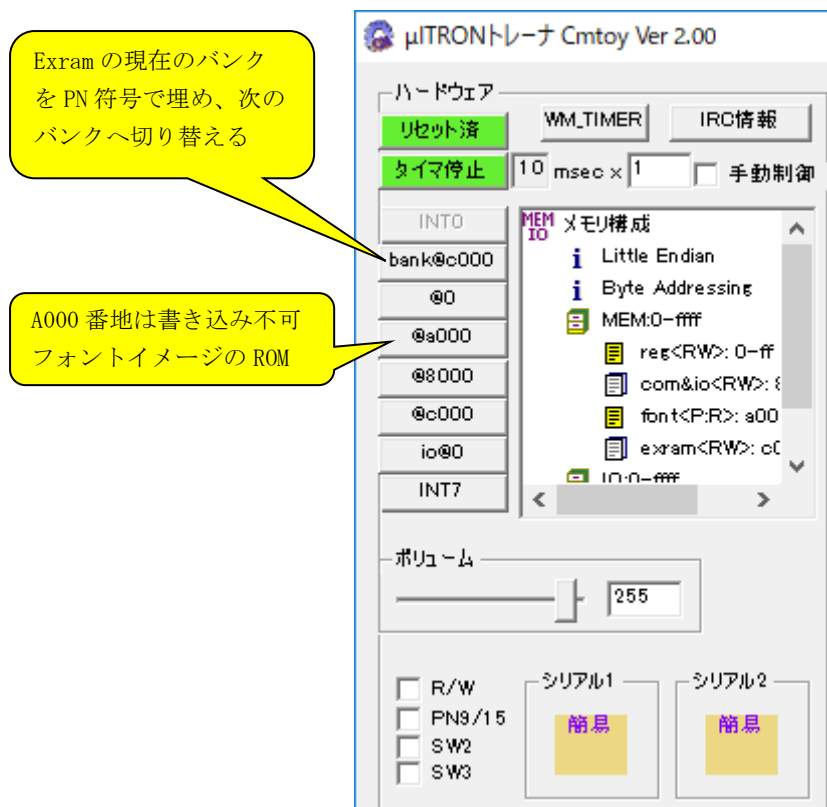 Exram の現在のバンク
を PN 符号で埋め、次の
バンクへ切り替える
A000 番地は書き込み不可
フォントイメージの ROM
μITRONトレーナ Cmtoy Ver 2.00
ハードウェア
リセット済
WM_TIMER
IRC情報
タイマ停止
10 msec × 1
手動制御
INT0
bank@c000
@0
@a000
@8000
@c000
io@0
INT7
MEM IO メモリ構成
i Little Endian
i Byte Addressing
MEM:0-ffff
reg<RW>: 0-ff
com&io<RW>: 8
font<P:R>: a00
exram<RW>: c0
IO:0-ffff
ボリューム
255
R/W
PN9/15
SW2
SW3
シリアル1
簡易
シリアル2
簡易